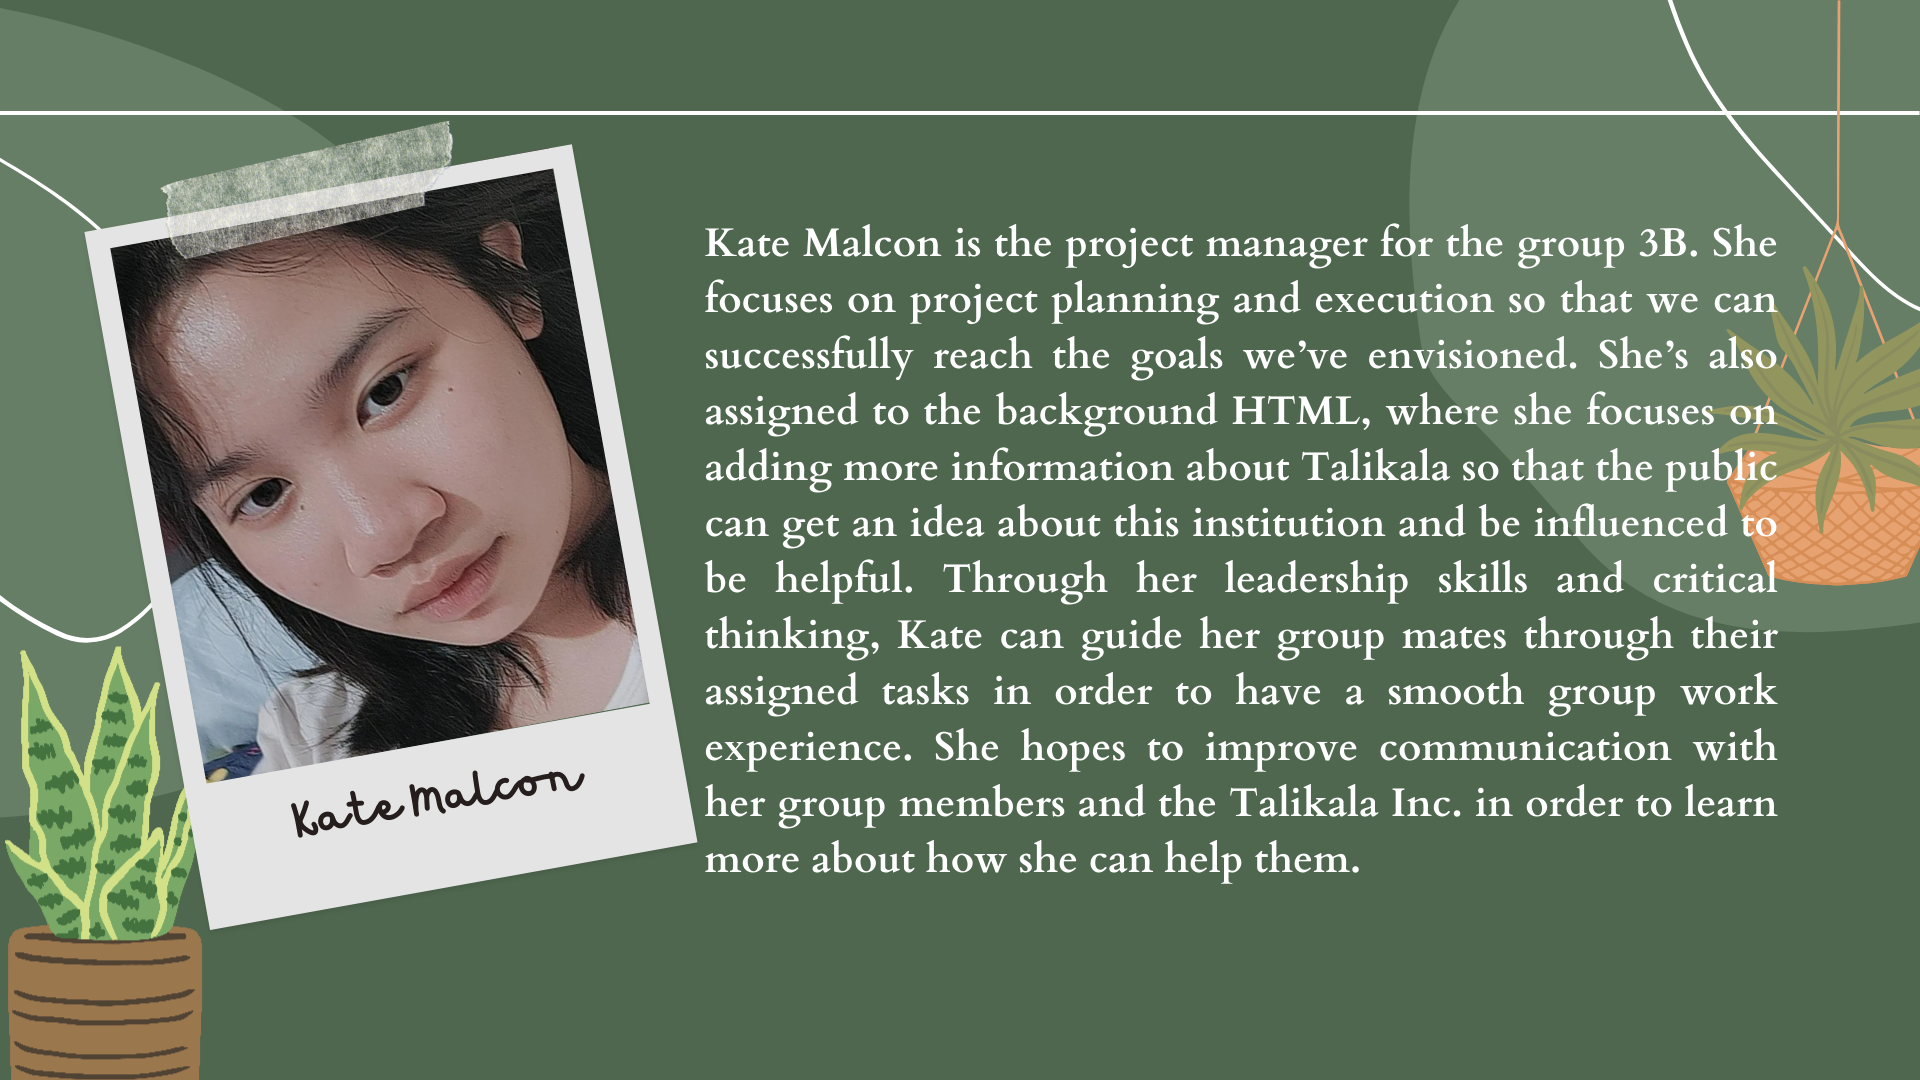 Kate Malcon is the project manager for the group 3B. She
focuses on project planning and execution so that we can
successfully reach the goals we’ve envisioned. She’s also
assigned to the background HTML, where she focuses on
adding more information about Talikala so that the public
can get an idea about this institution and be influenced to
be helpful. Through her leadership skills and critical
thinking, Kate can guide her group mates through their
assigned tasks in order to have a smooth group work
experience. She hopes to improve communication with
her group members and the Talikala Inc. in order to learn
more about how she can help them.
Kate Malcon